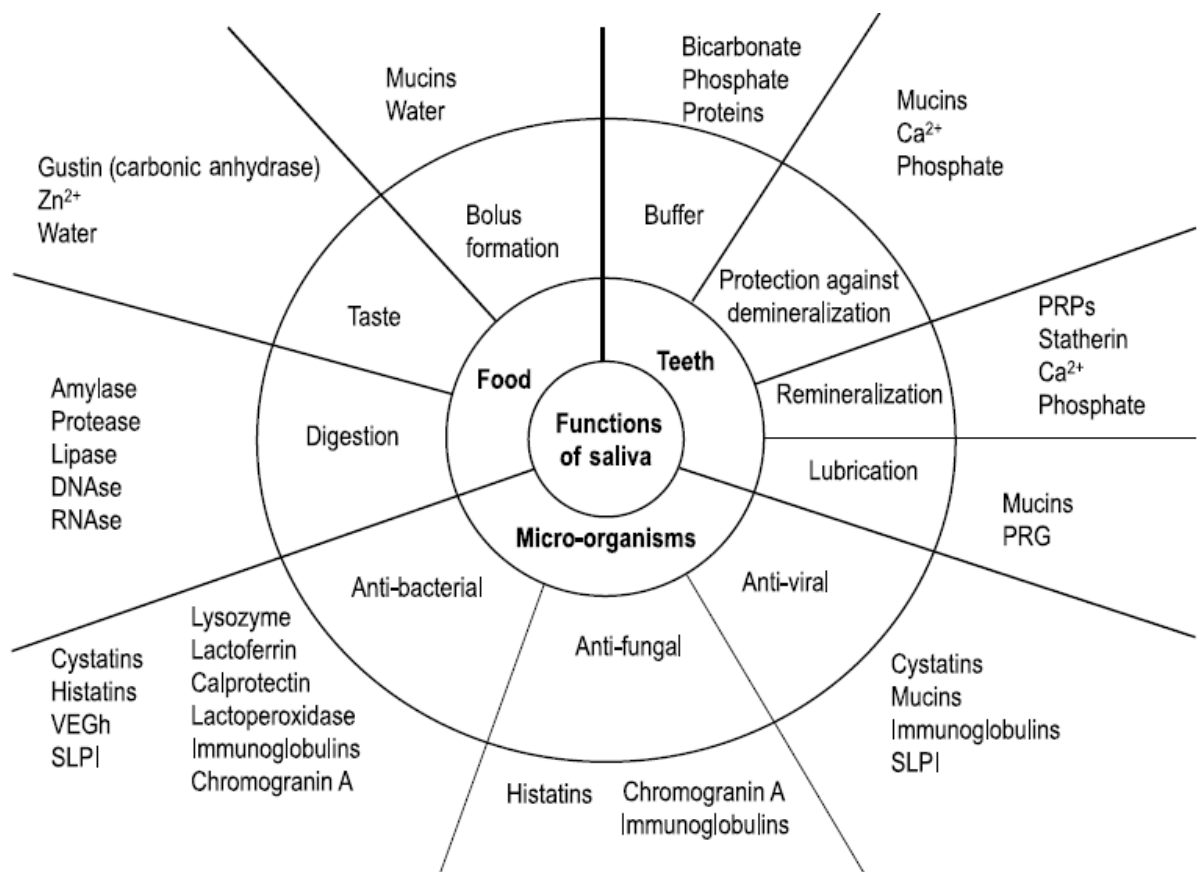 Functions
of saliva
Food
Teeth
Micro-organisms
Bolus
formation
Mucins
Water
Taste
Gustin (carbonic anhydrase)
Zn²⁺
Water
Digestion
Amylase
Protease
Lipase
DNAse
RNAse
Buffer
Bicarbonate
Phosphate
Proteins
Protection against
demineralization
Mucins
Ca²⁺
Phosphate
Remineralization
PRPs
Statherin
Ca²⁺
Phosphate
Lubrication
Mucins
PRG
Anti-viral
Cystatins
Mucins
Immunoglobulins
SLPI
Anti-fungal
Histatins
Chromogranin A
Immunoglobulins
Anti-bacterial
Cystatins
Histatins
VEGh
SLPI
Lysozyme
Lactoferrin
Calprotectin
Lactoperoxidase
Immunoglobulins
Chromogranin A